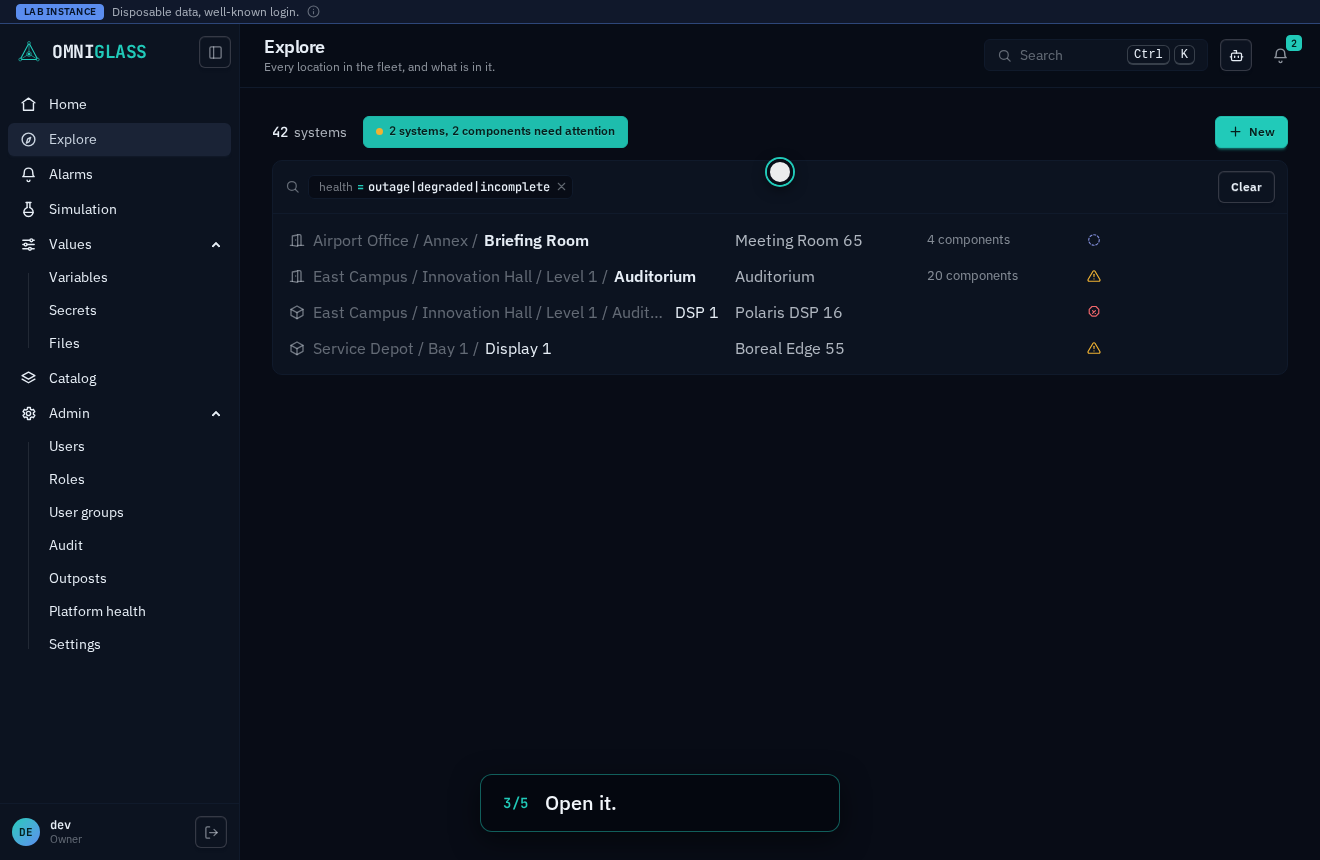 LAB INSTANCE Disposable data, well-known login.
OMNIGLASS
Home
Explore
Alarms
Simulation
Values
Variables
Secrets
Files
Catalog
Admin
Users
Roles
User groups
Audit
Outposts
Platform health
Settings
DE
dev
Owner
Explore
Every location in the fleet, and what is in it.
Search Ctrl K
2
42 systems
2 systems, 2 components need attention
New
health = outage|degraded|incomplete
Clear
Airport Office / Annex / Briefing Room Meeting Room 65 4 components
East Campus / Innovation Hall / Level 1 / Auditorium Auditorium 20 components
East Campus / Innovation Hall / Level 1 / Audit... DSP 1 Polaris DSP 16
Service Depot / Bay 1 / Display 1 Boreal Edge 55
3/5 Open it.